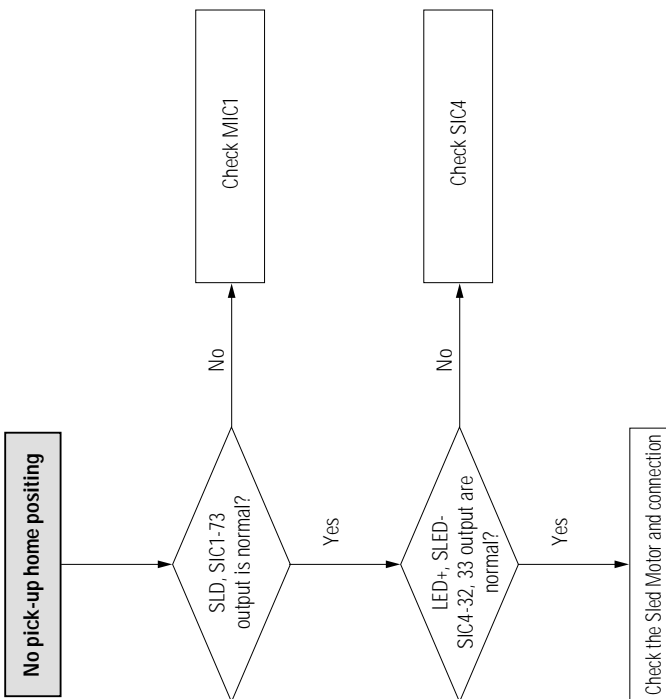 No pick-up home positing
SLD, SIC1-73
output is normal?
No
Check MIC1
Yes
LED+, SLED-
SIC4-32, 33 output are
normal?
No
Check SIC4
Yes
Check the Sled Motor and connection